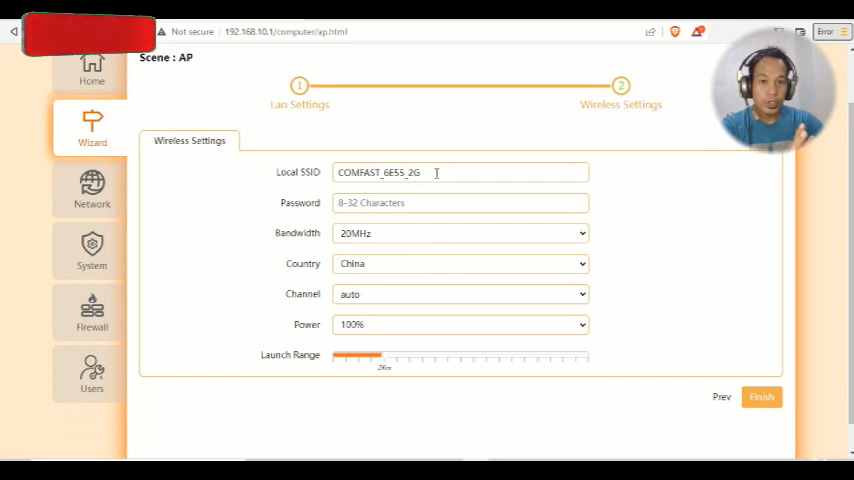 Not secure 192.168.10.1/computer/ap.html Error
Scene : AP
Home
1 2
Lan Settings Wireless Settings
Wizard
Wireless Settings
Local SSID COMFAST_6E55_2G
Network
Password 8-32 Characters
Bandwidth 20MHz
System
Country China
Channel auto
Firewall
Power 100%
Launch Range
2Km
Users
Prev Finish